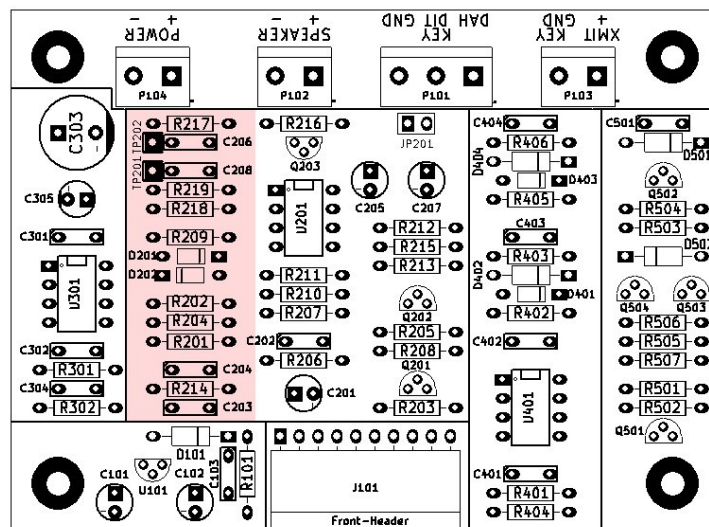 - +
POWER
- +
SPEAKER
DAH DIT GND
KEY
XMIT +
KEY GND
P104
P102
P101
P103
C303
TP202
R217
C206
R216
Q203
JP201
C404
R406
C501
D501
TP201
C208
D404
D403
Q502
C305
R219
R218
U201
C205
C207
R405
R504
R503
C301
R209
R212
R215
R213
C403
R403
D502
D201
D202
D402
D401
R402
U301
R211
R210
R207
Q202
Q504
Q503
R202
R204
R201
R205
R208
R506
R505
R507
C302
R301
C202
R206
C402
C304
R302
C204
R214
C203
C201
Q201
R203
U401
R501
R502
Q501
D101
U101
C101
C102
C103
R101
J101
Front-Header
C401
R401
R404